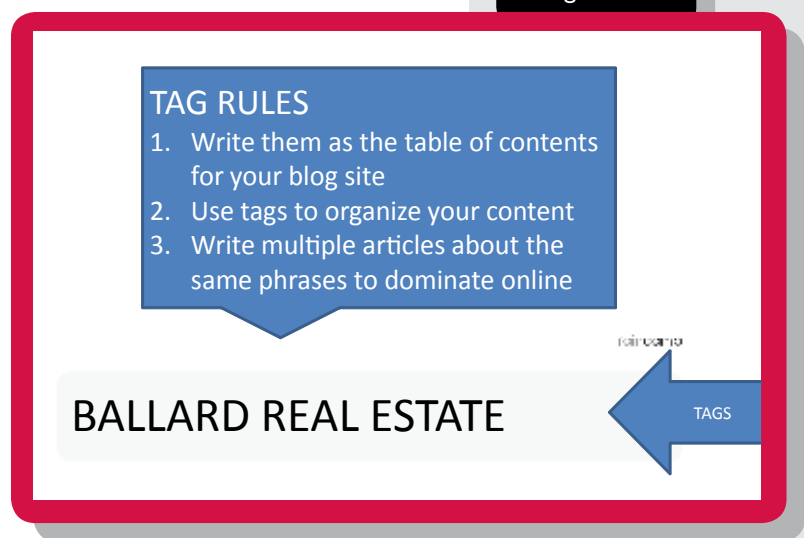 TAG RULES
1. Write them as the table of contents
for your blog site
2. Use tags to organize your content
3. Write multiple articles about the
same phrases to dominate online
BALLARD REAL ESTATE
TAGS